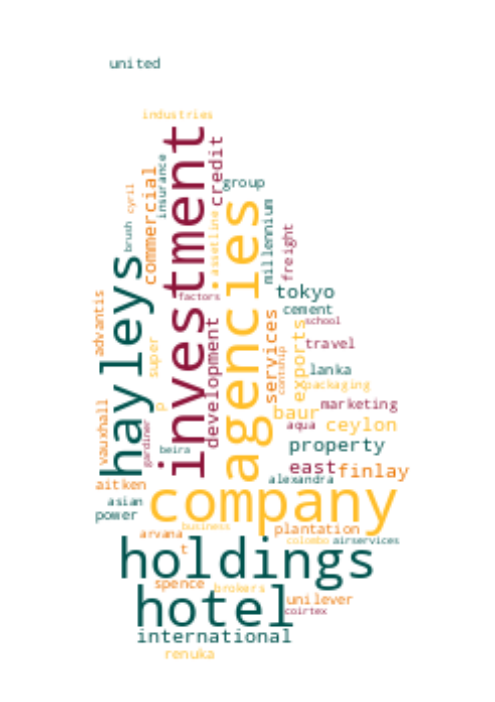 united
industries
investment
credit
insurance
commercial
cyril
brush
group
agencies
assetline
millennium
freight
hayleys
factors
tokyo
cement
school
advantis
super
development
services
contship
exports
travel
lanka
packaging
vauxhall
p
gardiner
baur
marketing
aqua
ceylon
beira
property
east
finlay
aitken
alexandra
asian
company
power
business
plantation
arvana
colombo
airservices
t
holdings
spence
brokers
hotel
unilever
coirtex
international
renuka